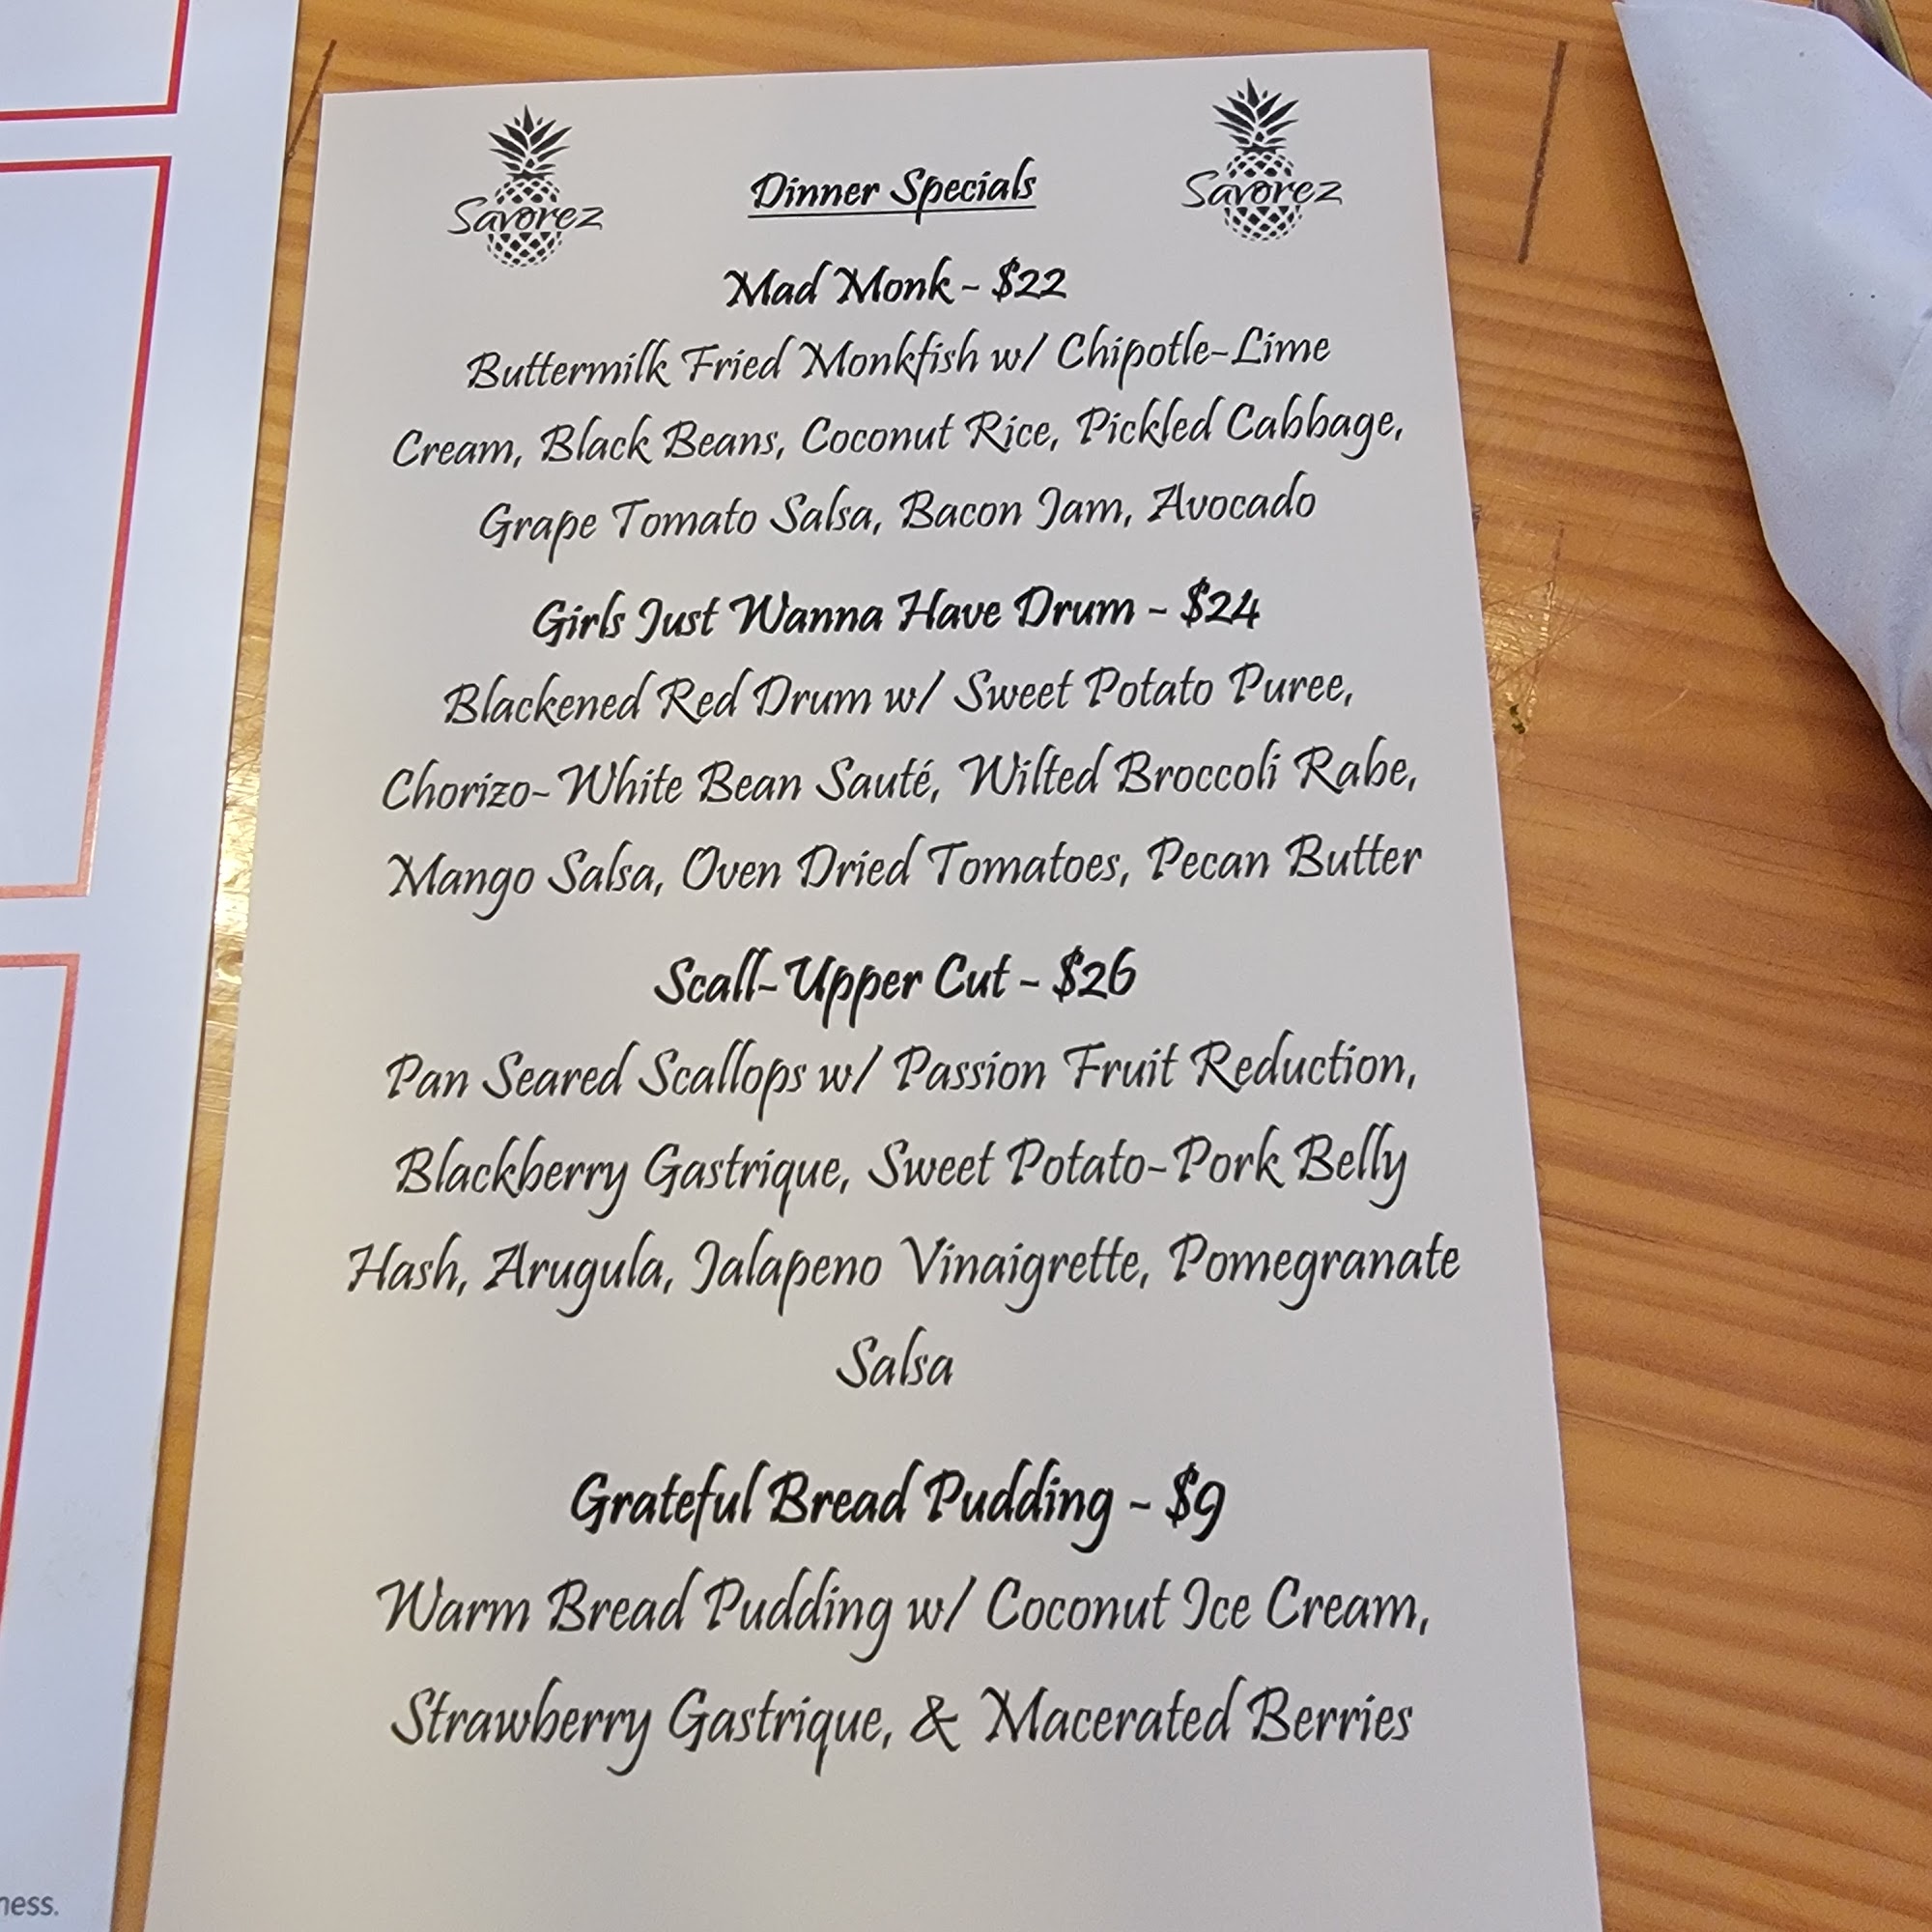 Savorez
Dinner Specials
Savorez
Mad Monk - $22
Buttermilk Fried Monkfish w/ Chipotle-Lime
Cream, Black Beans, Coconut Rice, Pickled Cabbage,
Grape Tomato Salsa, Bacon Jam, Avocado
Girls Just Wanna Have Drum - $24
Blackened Red Drum w/ Sweet Potato Puree,
Chorizo-White Bean Sauté, Wilted Broccoli Rabe,
Mango Salsa, Oven Dried Tomatoes, Pecan Butter
Scall-Upper Cut - $26
Pan Seared Scallops w/ Passion Fruit Reduction,
Blackberry Gastrique, Sweet Potato-Pork Belly
Hash, Arugula, Jalapeno Vinaigrette, Pomegranate
Salsa
Grateful Bread Pudding - $9
Warm Bread Pudding w/ Coconut Ice Cream,
Strawberry Gastrique, & Macerated Berries